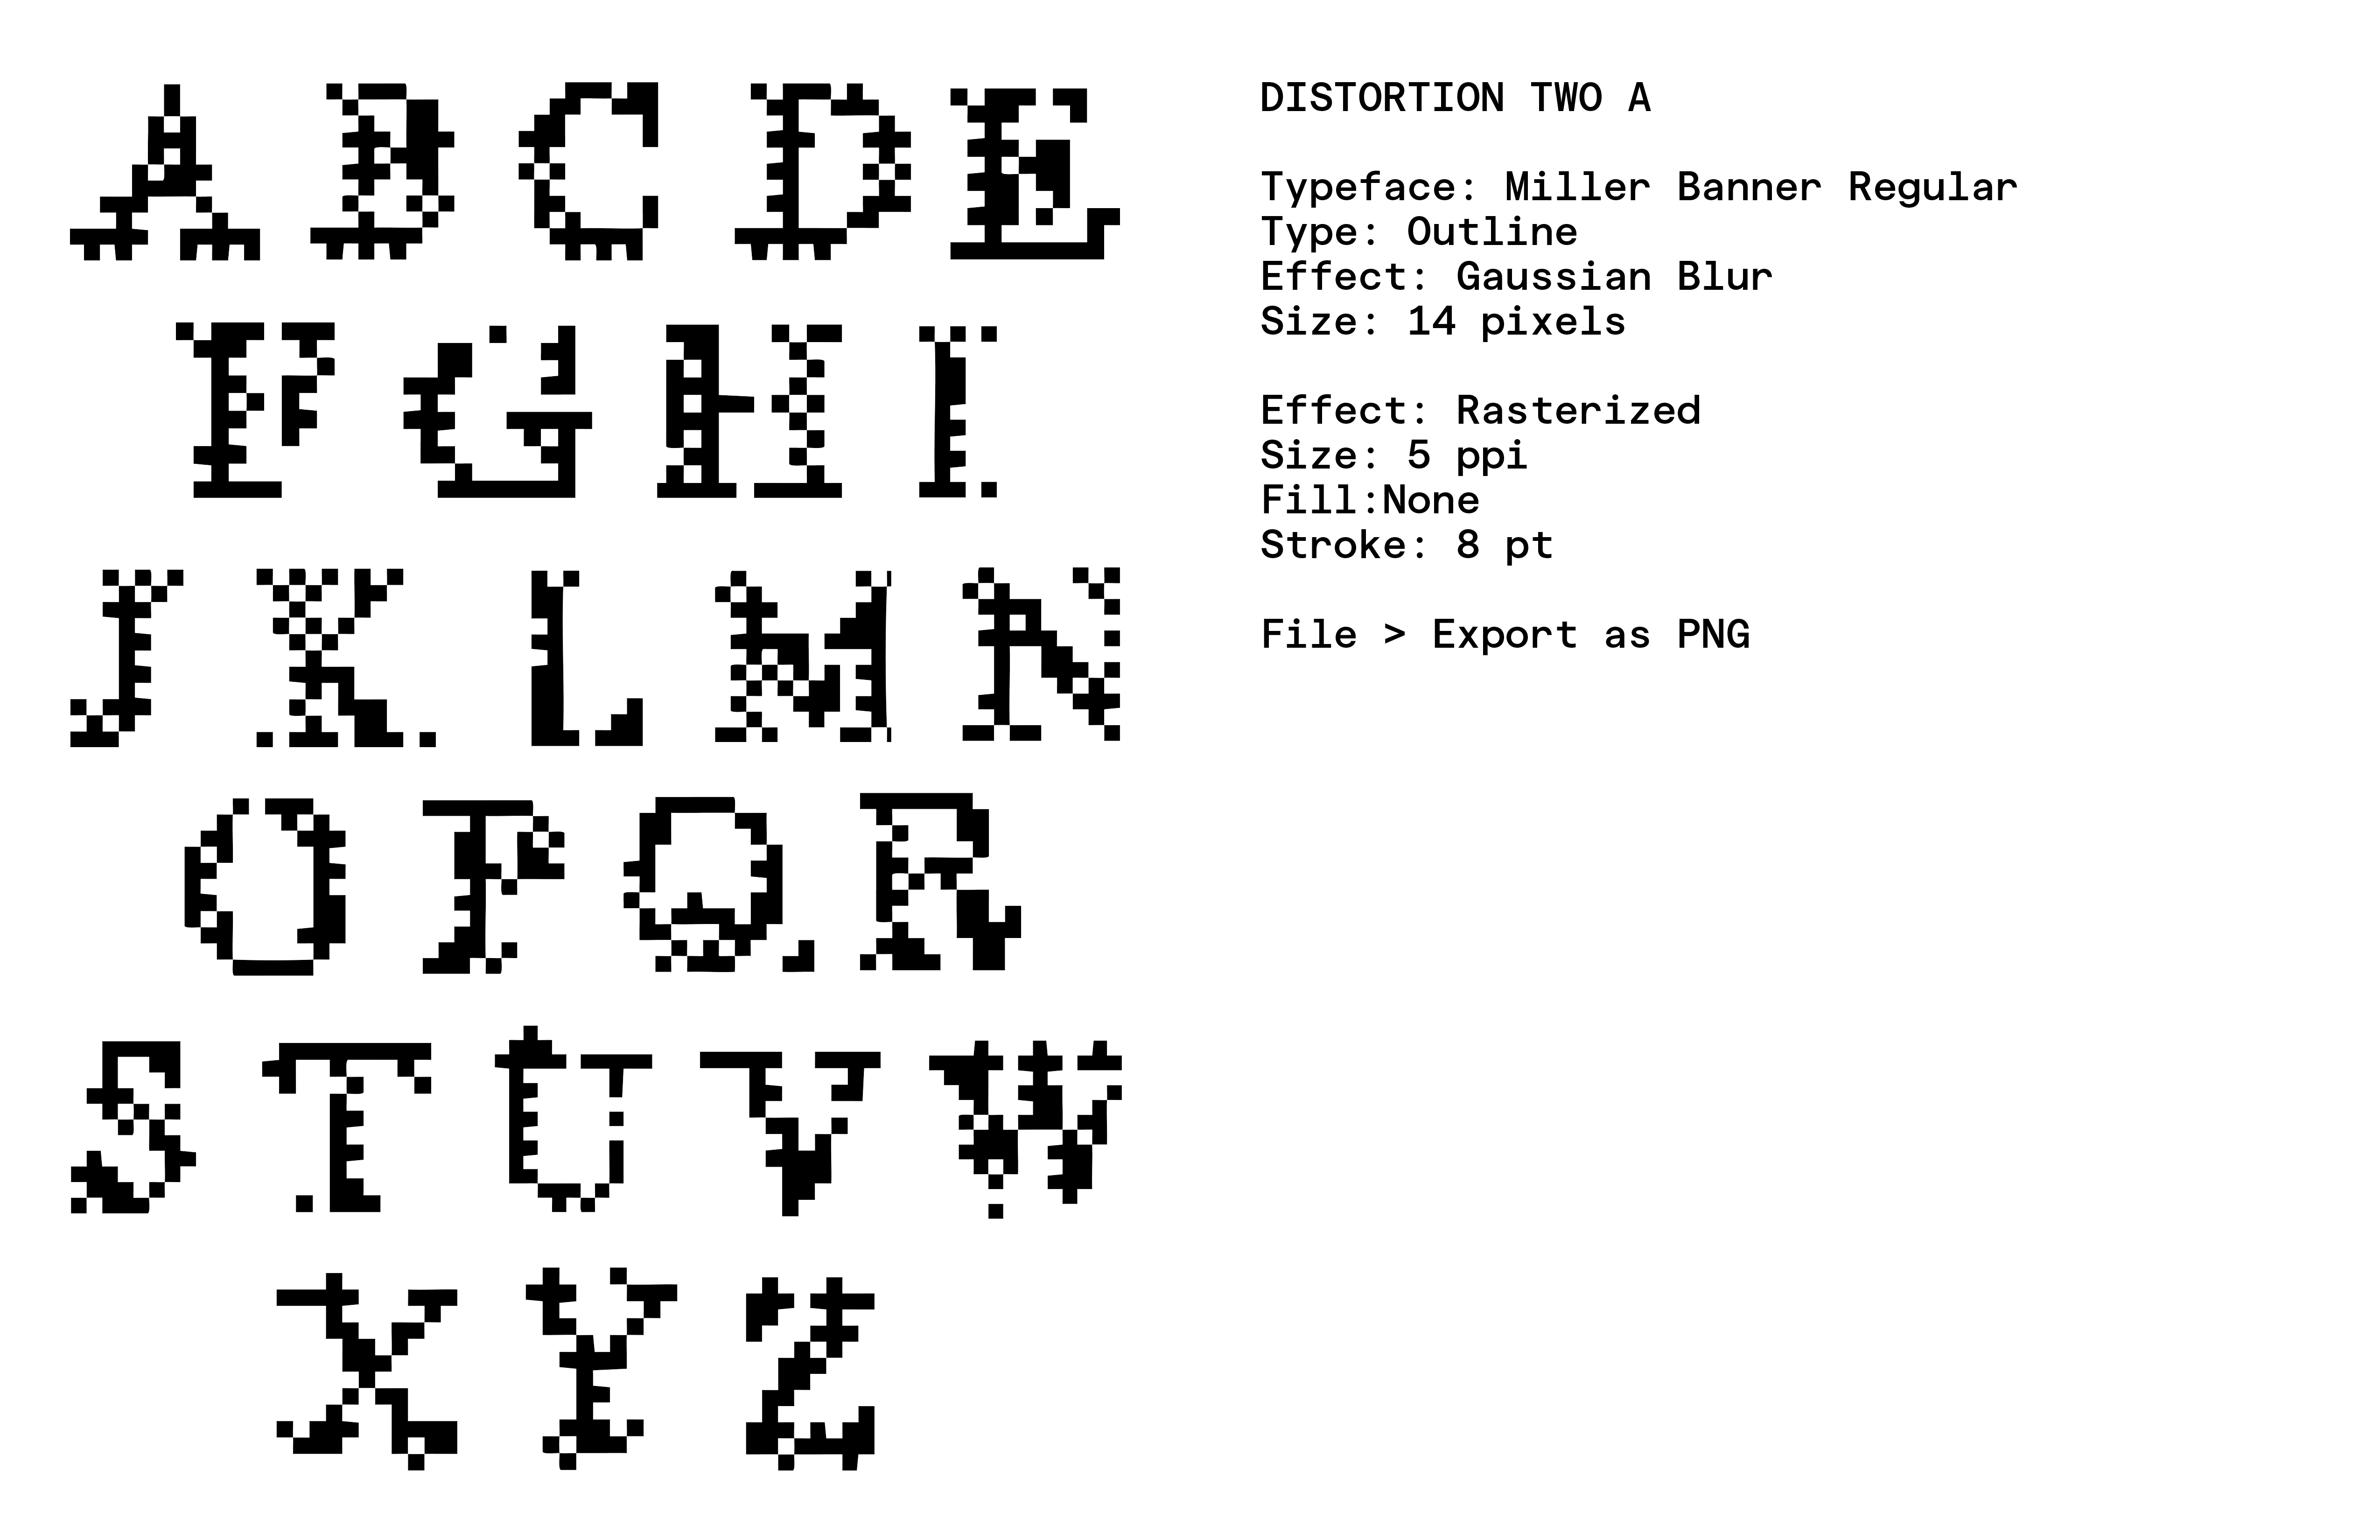 A B C D E
F G H I
J K L M N
O P Q R
S T U V W
X Y Z
DISTORTION TWO A
Typeface: Miller Banner Regular
Type: Outline
Effect: Gaussian Blur
Size: 14 pixels
Effect: Rasterized
Size: 5 ppi
Fill:None
Stroke: 8 pt
File > Export as PNG